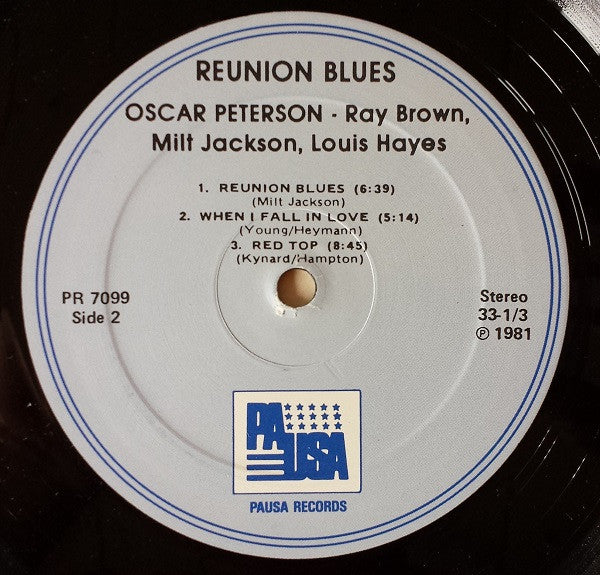 REUNION BLUES
OSCAR PETERSON - Ray Brown,
Milt Jackson, Louis Hayes
1. REUNION BLUES (6:39)
(Milt Jackson)
2. WHEN I FALL IN LOVE (5:14)
(Young/Heymann)
3. RED TOP (8:45)
(Kynard/Hampton)
PR 7099
Side 2
Stereo
33-1/3
℗ 1981
PAUSA
PAUSA RECORDS